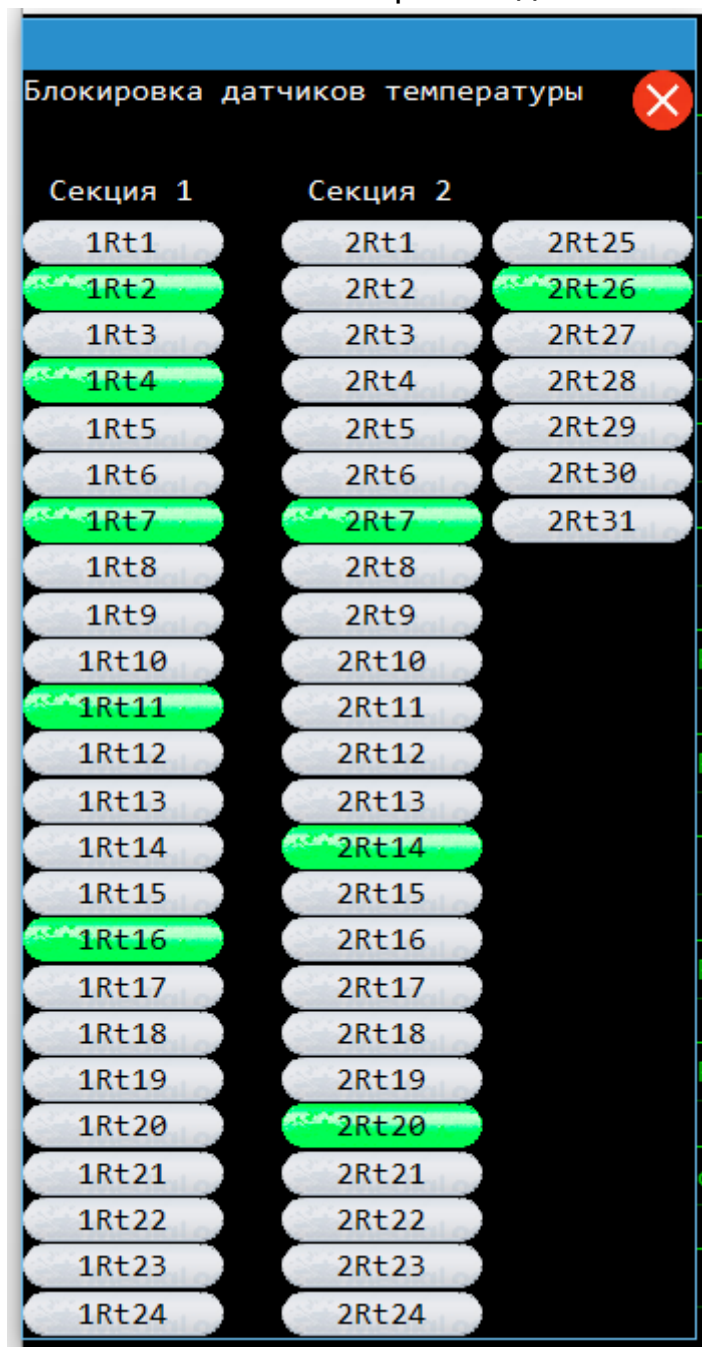 Блокировка датчиков температуры
Секция 1 Секция 2
1Rt1 2Rt1 2Rt25
1Rt2 2Rt2 2Rt26
1Rt3 2Rt3 2Rt27
1Rt4 2Rt4 2Rt28
1Rt5 2Rt5 2Rt29
1Rt6 2Rt6 2Rt30
1Rt7 2Rt7 2Rt31
1Rt8 2Rt8
1Rt9 2Rt9
1Rt10 2Rt10
1Rt11 2Rt11
1Rt12 2Rt12
1Rt13 2Rt13
1Rt14 2Rt14
1Rt15 2Rt15
1Rt16 2Rt16
1Rt17 2Rt17
1Rt18 2Rt18
1Rt19 2Rt19
1Rt20 2Rt20
1Rt21 2Rt21
1Rt22 2Rt22
1Rt23 2Rt23
1Rt24 2Rt24